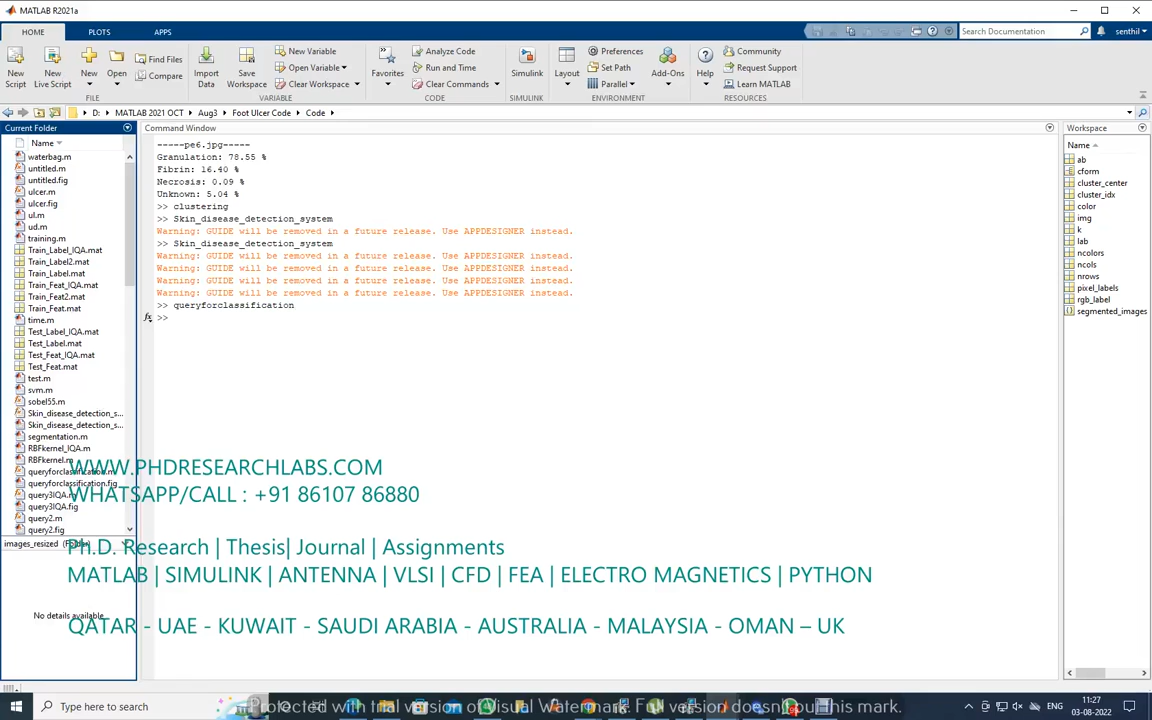 MATLAB R2021a
HOME PLOTS APPS
Search Documentation senthil
New Script
New Live Script
New
Open
Find Files
Compare
FILE
Import Data
Save Workspace
New Variable
Open Variable
Clear Workspace
VARIABLE
Favorites
Analyze Code
Run and Time
Clear Commands
CODE
Simulink
SIMULINK
Layout
Preferences
Set Path
Parallel
Add-Ons
ENVIRONMENT
Help
Community
Request Support
Learn MATLAB
RESOURCES
D: MATLAB 2021 OCT Aug3 Foot Ulcer Code Code
Current Folder
Name
waterbag.m
untitled.m
untitled.fig
ulcer.m
ulcer.fig
ul.m
ud.m
training.m
Train_Label_IQA.mat
Train_Label2.mat
Train_Label.mat
Train_Feat_IQA.mat
Train_Feat2.mat
Train_Feat.mat
time.m
Test_Label_IQA.mat
Test_Label.mat
Test_Feat_IQA.mat
Test_Feat.mat
test.m
svm.m
sobel55.m
Skin_disease_detection_s...
Skin_disease_detection_s...
segmentation.m
RBFkernel_IQA.m
RBFkernel.m
queryforclassification.m
queryforclassification.fig
query3IQA.m
query3IQA.fig
query2.m
query2.fig
images_resized (Folder)
No details available
Command Window
-----pe6.jpg-----
Granulation: 78.55 %
Fibrin: 16.40 %
Necrosis: 0.09 %
Unknown: 5.04 %
>> clustering
>> Skin_disease_detection_system
Warning: GUIDE will be removed in a future release. Use APPDESIGNER instead.
>> Skin_disease_detection_system
Warning: GUIDE will be removed in a future release. Use APPDESIGNER instead.
Warning: GUIDE will be removed in a future release. Use APPDESIGNER instead.
Warning: GUIDE will be removed in a future release. Use APPDESIGNER instead.
Warning: GUIDE will be removed in a future release. Use APPDESIGNER instead.
>> queryforclassification
fx >>
Workspace
Name
ab
cform
cluster_center
cluster_idx
color
img
k
lab
ncolors
ncols
nrows
pixel_labels
rgb_label
segmented_images
WWW.PHDRESEARCHLABS.COM
WHATSAPP/CALL : +91 86107 86880
Ph.D. Research | Thesis| Journal | Assignments
MATLAB | SIMULINK | ANTENNA | VLSI | CFD | FEA | ELECTRO MAGNETICS | PYTHON
QATAR - UAE - KUWAIT - SAUDI ARABIA - AUSTRALIA - MALAYSIA - OMAN – UK
Type here to search
Protected with trial version of Visual Watermark. Full version doesn't put this mark.
ENG
11:27
03-08-2022